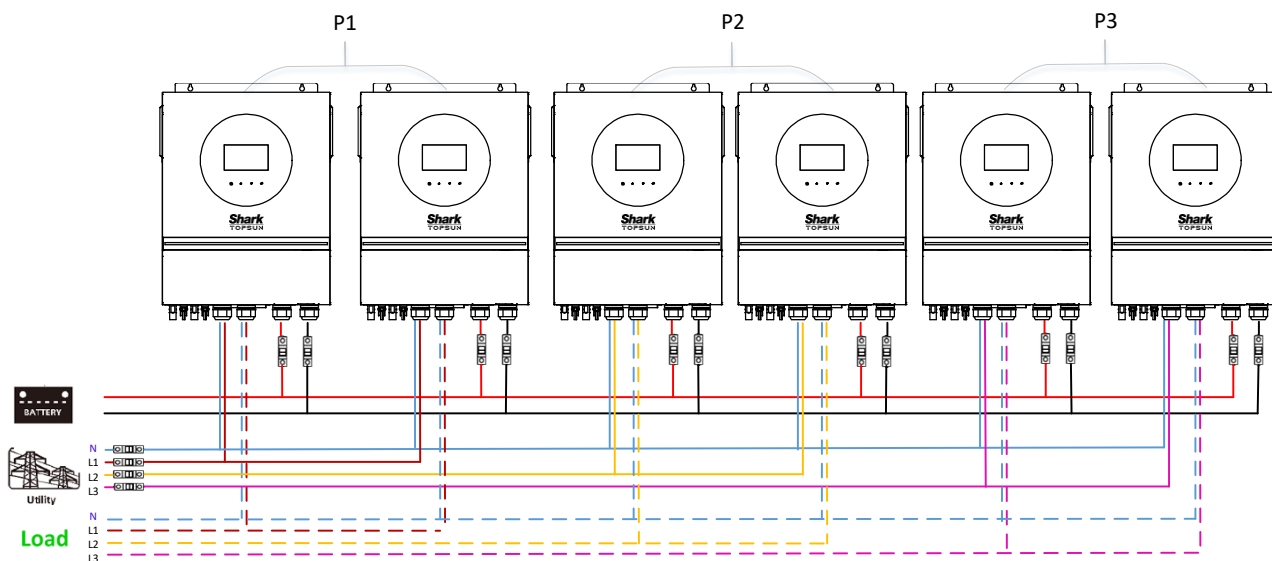 P1
P2
P3
Shark
TOPSUN
Shark
TOPSUN
Shark
TOPSUN
Shark
TOPSUN
Shark
TOPSUN
Shark
TOPSUN
BATTERY
N
L1
L2
L3
Utility
N
L1
L2
L3
Load